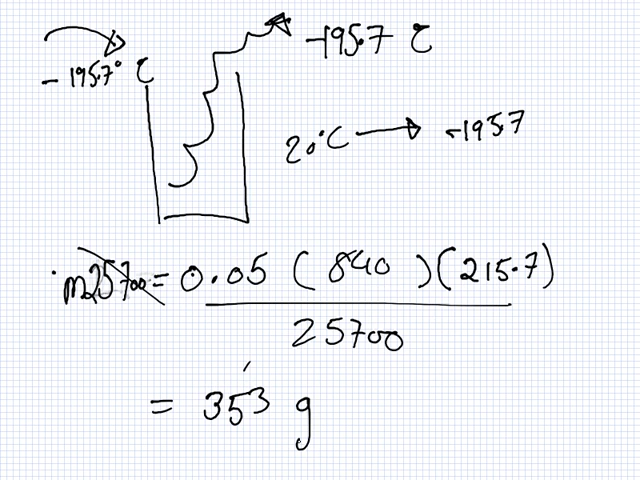 -195.7 °C
-195.7 °C
20°C → -195.7
m25700 = 0.05 (840) (215.7)
25700
= 353 g